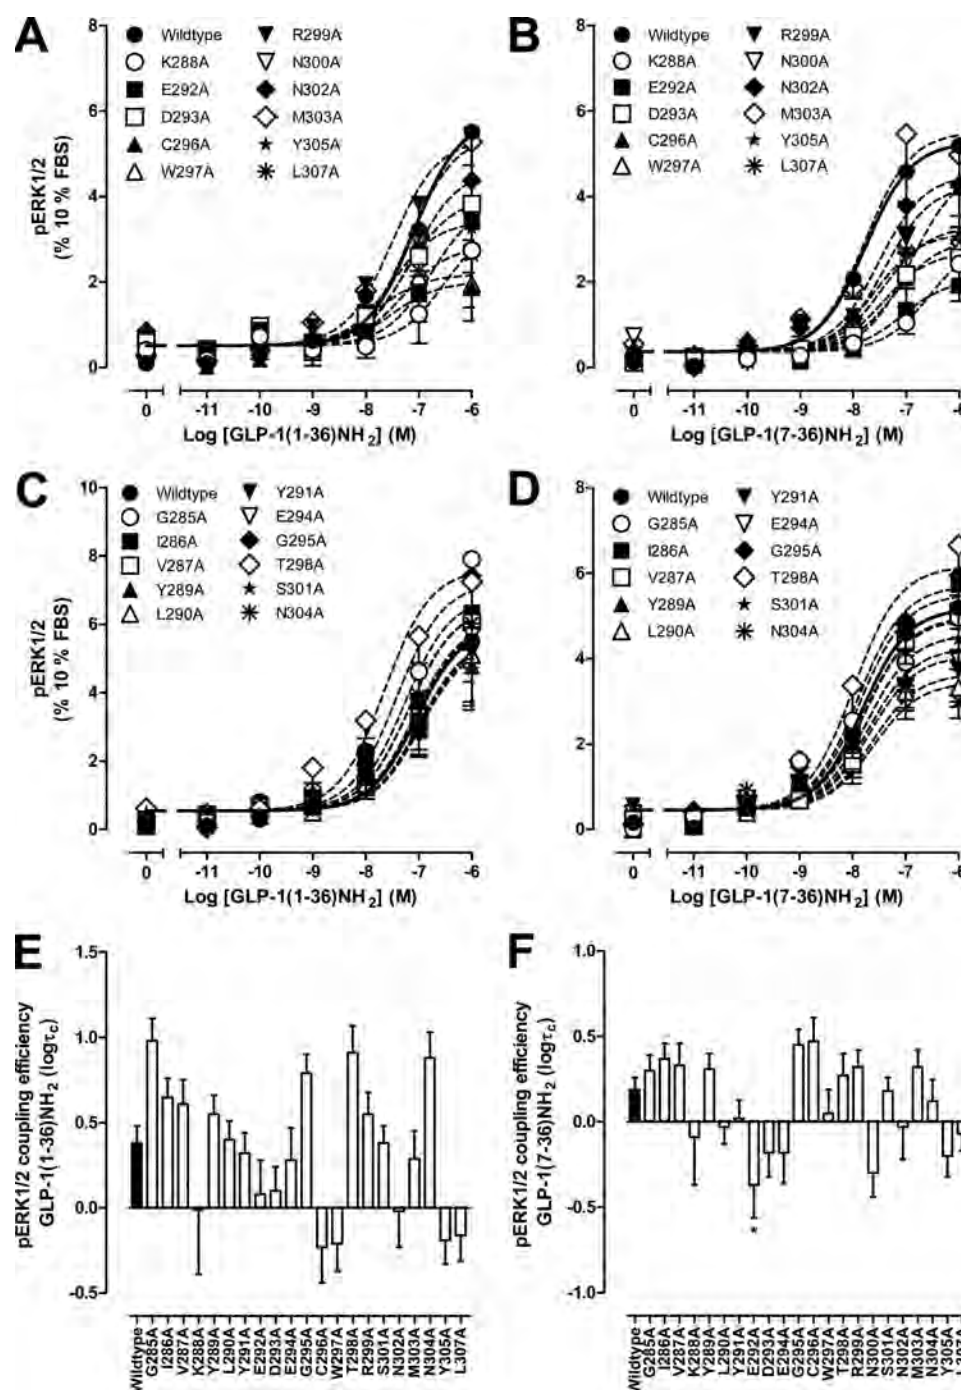 A
B
8
6
4
2
0
pERK1/2
(% 10 % FBS)
Wildtype
K288A
E292A
D293A
C296A
W297A
R299A
N300A
N302A
M303A
Y305A
L307A
0 -11 -10 -9 -8 -7 -6
Log [GLP-1(1-36)NH2] (M)
8
6
4
2
0
Wildtype
K288A
E292A
D293A
C296A
W297A
R299A
N300A
N302A
M303A
Y305A
L307A
0 -11 -10 -9 -8 -7 -6
Log [GLP-1(7-36)NH2] (M)
C
D
10
8
6
4
2
0
pERK1/2
(% 10 % FBS)
Wildtype
G285A
I286A
V287A
Y289A
L290A
Y291A
E294A
G295A
T298A
S301A
N304A
0 -11 -10 -9 -8 -7 -6
Log [GLP-1(1-36)NH2] (M)
8
6
4
2
0
Wildtype
G285A
I286A
V287A
Y289A
L290A
Y291A
E294A
G295A
T298A
S301A
N304A
0 -11 -10 -9 -8 -7 -6
Log [GLP-1(7-36)NH2] (M)
E
F
1.5
1.0
0.5
0.0
-0.5
pERK1/2 coupling efficiency
GLP-1(1-36)NH2 (logτc)
Wildtype
G285A
I286A
V287A
K288A
Y289A
L290A
Y291A
E292A
D293A
E294A
G295A
C296A
W297A
T298A
R299A
S301A
N302A
M303A
N304A
Y305A
L307A
1.0
0.5
0.0
-0.5
-1.0
pERK1/2 coupling efficiency
GLP-1(7-36)NH2 (logτc)
*
Wildtype
G285A
I286A
V287A
K288A
Y289A
L290A
Y291A
E292A
D293A
E294A
G295A
C296A
W297A
T298A
R299A
N300A
S301A
N302A
M303A
N304A
Y305A
L307A